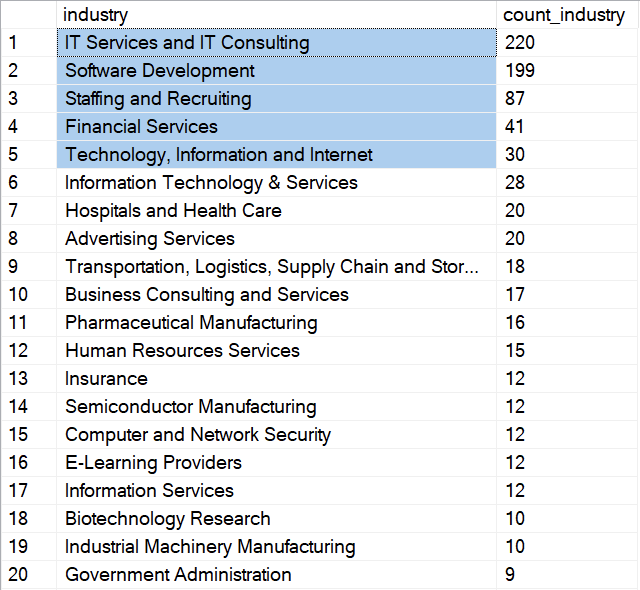 industry count_industry
1 IT Services and IT Consulting 220
2 Software Development 199
3 Staffing and Recruiting 87
4 Financial Services 41
5 Technology, Information and Internet 30
6 Information Technology & Services 28
7 Hospitals and Health Care 20
8 Advertising Services 20
9 Transportation, Logistics, Supply Chain and Stor... 18
10 Business Consulting and Services 17
11 Pharmaceutical Manufacturing 16
12 Human Resources Services 15
13 Insurance 12
14 Semiconductor Manufacturing 12
15 Computer and Network Security 12
16 E-Learning Providers 12
17 Information Services 12
18 Biotechnology Research 10
19 Industrial Machinery Manufacturing 10
20 Government Administration 9